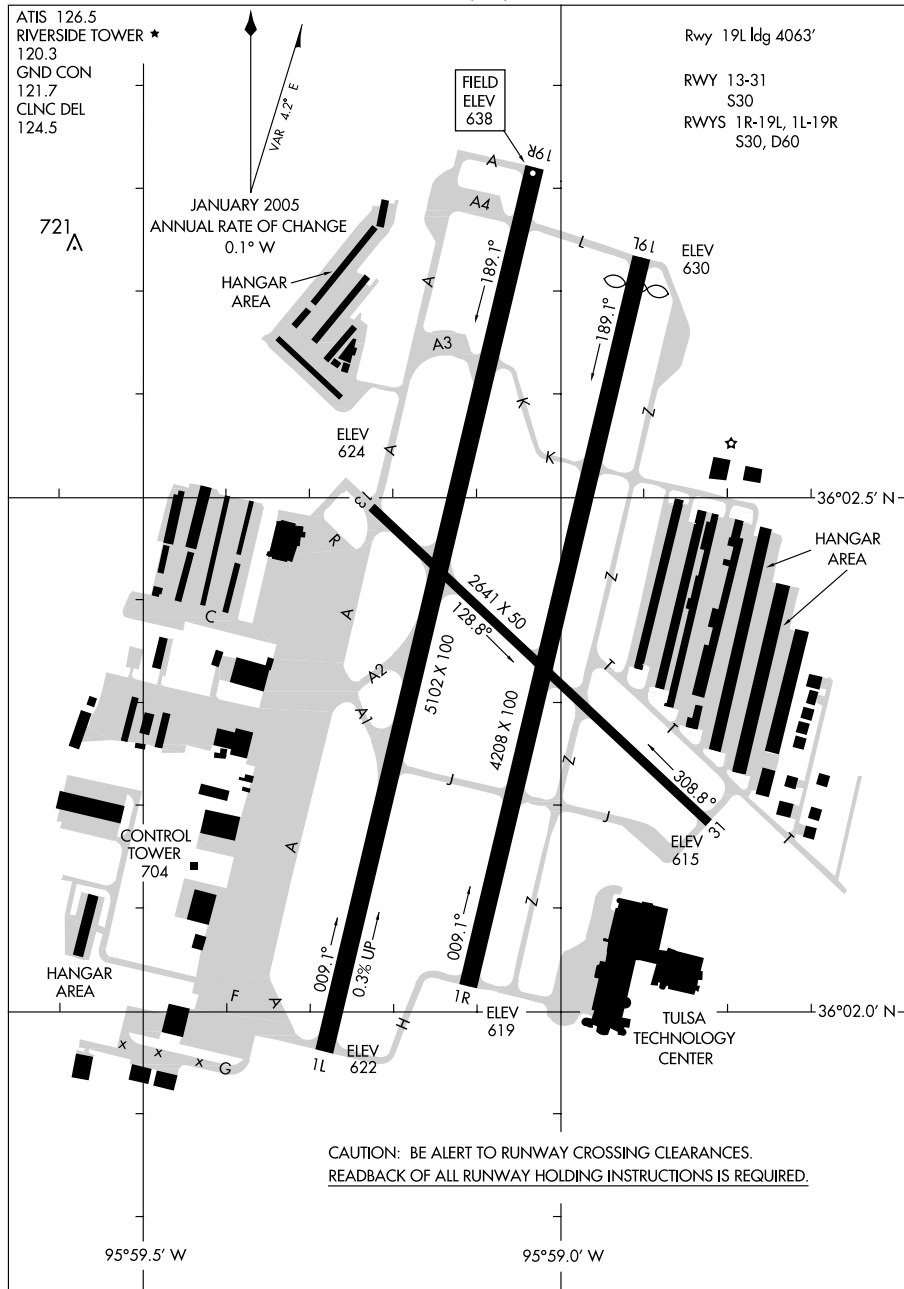 ATIS 126.5
RIVERSIDE TOWER ★
120.3
GND CON
121.7
CLNC DEL
124.5
VAR 4.2° E
JANUARY 2005
ANNUAL RATE OF CHANGE
0.1° W
Rwy 19L ldg 4063'
RWY 13-31
S30
RWYS 1R-19L, 1L-19R
S30, D60
FIELD
ELEV
638
19R
A
A4
L
19L
ELEV
630
721
HANGAR
AREA
A
189.1°
189.1°
A3
K
K
Z
ELEV
624
A
13
36°02.5' N
HANGAR
AREA
R
2641 X 50
128.8°
Z
C
A
A2
5102 X 100
T
A1
4208 X 100
T
J
Z
308.8°
J
31
T
ELEV
615
CONTROL
TOWER
704
A
009.1°
0.3% UP
009.1°
Z
HANGAR
AREA
F
A
H
1R
ELEV
619
36°02.0' N
TULSA
TECHNOLOGY
CENTER
x x x
G
1L
ELEV
622
CAUTION: BE ALERT TO RUNWAY CROSSING CLEARANCES.
READBACK OF ALL RUNWAY HOLDING INSTRUCTIONS IS REQUIRED.
95°59.5' W
95°59.0' W